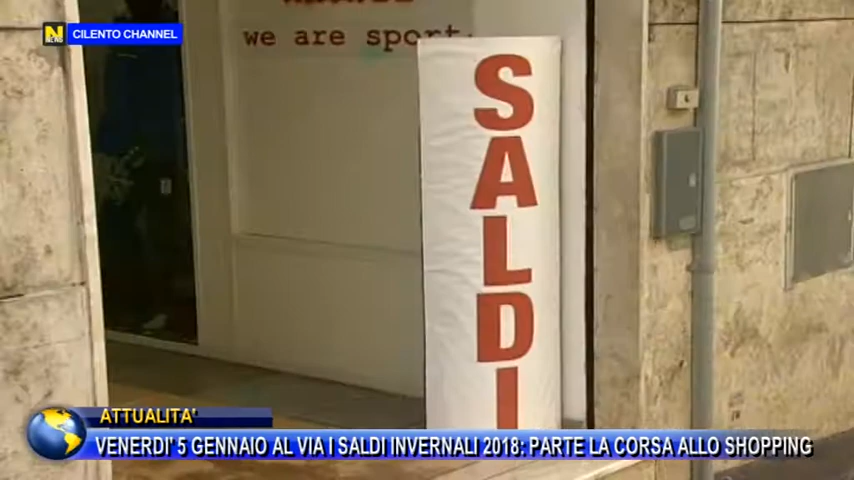 N NEWS CILENTO CHANNEL
we are sport.
SALDI
ATTUALITA'
VENERDI' 5 GENNAIO AL VIA I SALDI INVERNALI 2018: PARTE LA CORSA ALLO SHOPPING